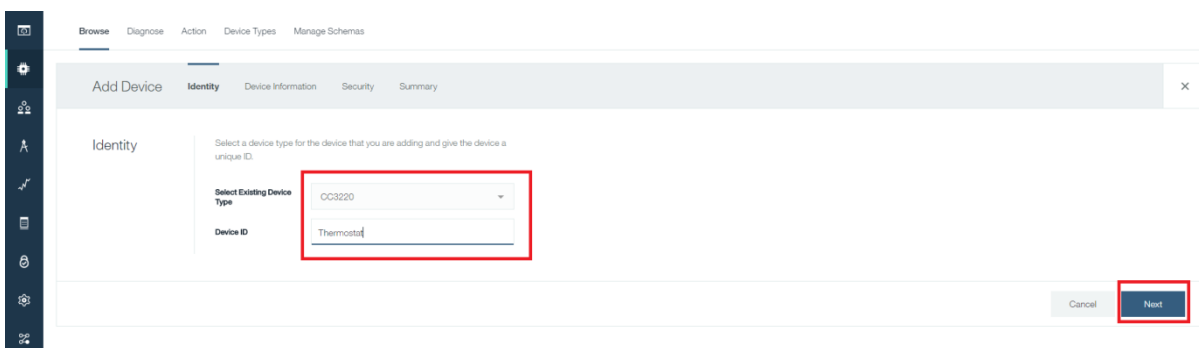 Browse Diagnose Action Device Types Manage Schemas
Add Device Identity Device Information Security Summary
Identity
Select a device type for the device that you are adding and give the device a
unique ID.
Select Existing Device
Type
CC3220
Device ID
Thermostat
Cancel Next